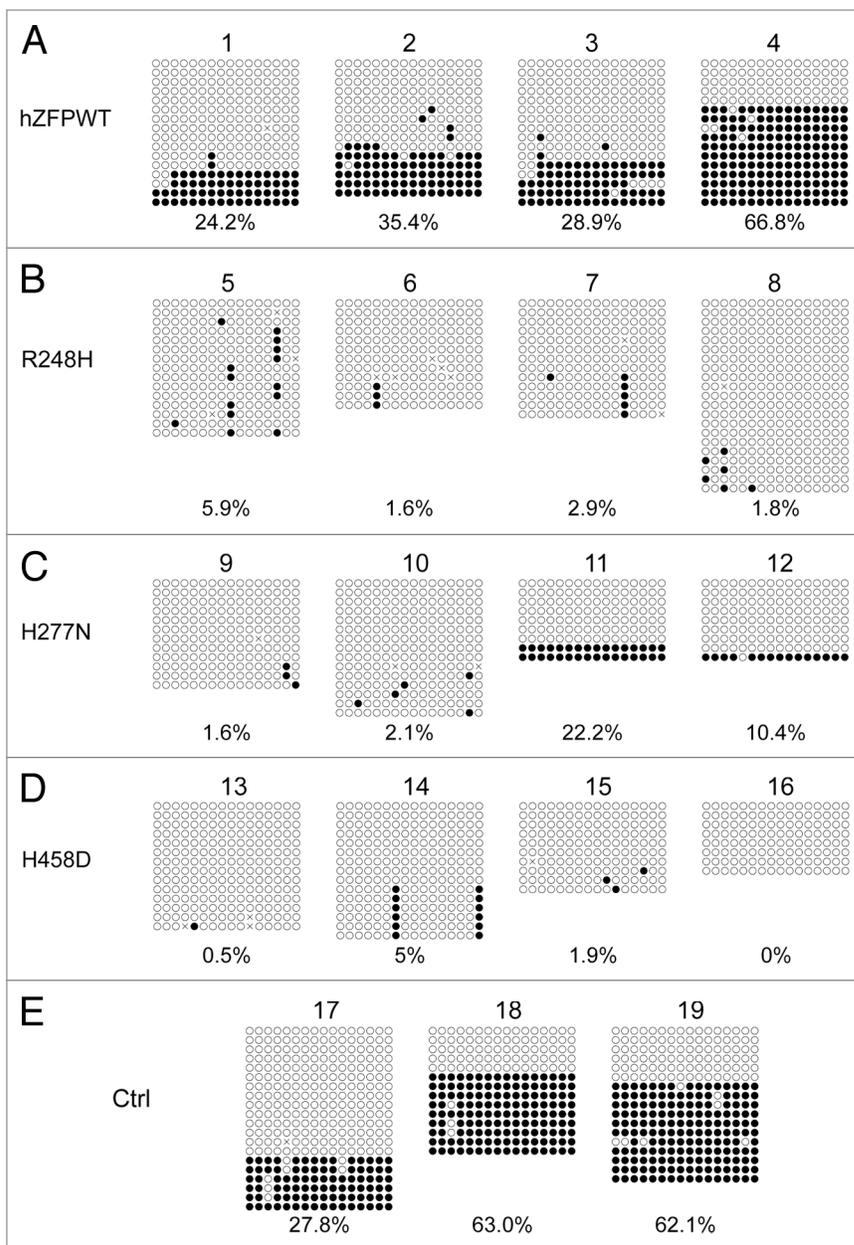 A
1 2 3 4
hZFPWT
24.2% 35.4% 28.9% 66.8%
B
5 6 7 8
R248H
5.9% 1.6% 2.9% 1.8%
C
9 10 11 12
H277N
1.6% 2.1% 22.2% 10.4%
D
13 14 15 16
H458D
0.5% 5% 1.9% 0%
E
17 18 19
Ctrl
27.8% 63.0% 62.1%